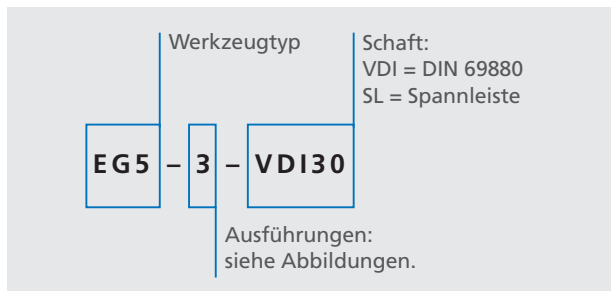 Werkzeugtyp
Schaft:
VDI = DIN 69880
SL = Spannleiste
EG5 – 3 – VDI30
Ausführungen:
siehe Abbildungen.